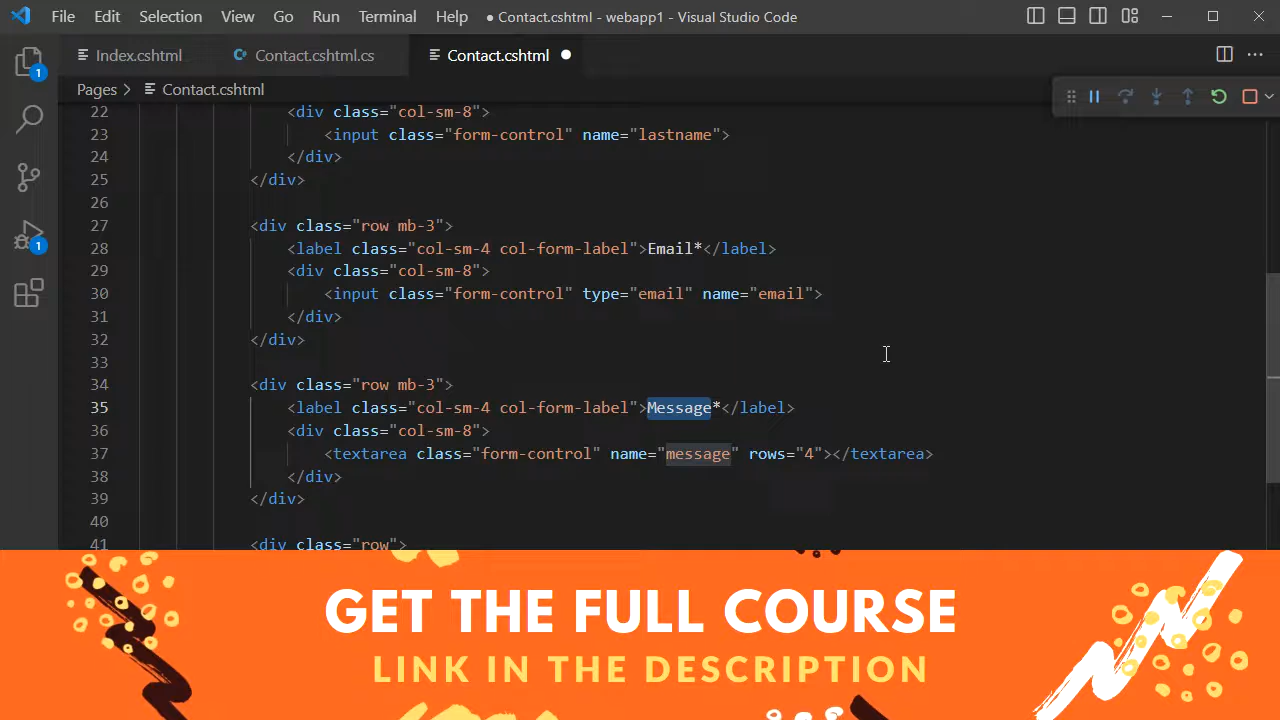 File Edit Selection View Go Run Terminal Help ● Contact.cshtml - webapp1 - Visual Studio Code
Index.cshtml Contact.cshtml.cs Contact.cshtml
Pages > Contact.cshtml
1
1
22 <div class="col-sm-8">
23 <input class="form-control" name="lastname">
24 </div>
25 </div>
26
27 <div class="row mb-3">
28 <label class="col-sm-4 col-form-label">Email*</label>
29 <div class="col-sm-8">
30 <input class="form-control" type="email" name="email">
31 </div>
32 </div>
33
34 <div class="row mb-3">
35 <label class="col-sm-4 col-form-label">Message*</label>
36 <div class="col-sm-8">
37 <textarea class="form-control" name="message" rows="4"></textarea>
38 </div>
39 </div>
40
41 <div class="row">
GET THE FULL COURSE
LINK IN THE DESCRIPTION